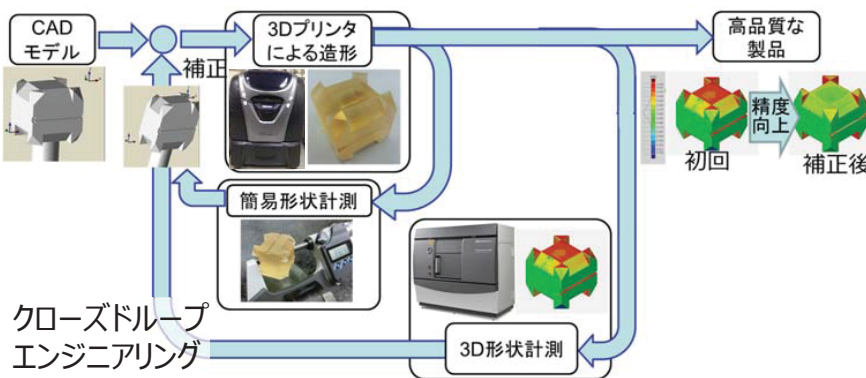 CAD
モデル
補正
3Dプリンタ
による造形
高品質な
製品
精度
向上
初回
補正後
簡易形状計測
3D形状計測
クローズドループ
エンジニアリング